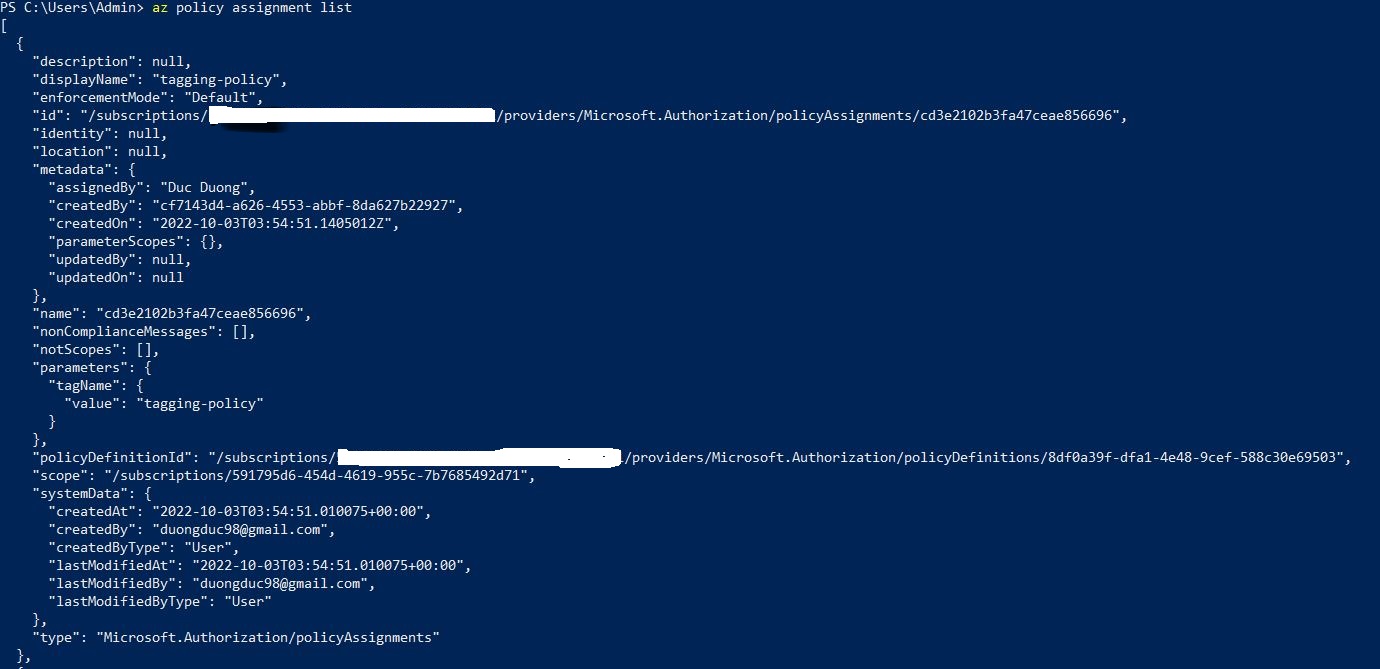 PS C:\Users\Admin> az policy assignment list
[
  {
    "description": null,
    "displayName": "tagging-policy",
    "enforcementMode": "Default",
    "id": "/subscriptions/ /providers/Microsoft.Authorization/policyAssignments/cd3e2102b3fa47ceae856696",
    "identity": null,
    "location": null,
    "metadata": {
      "assignedBy": "Duc Duong",
      "createdBy": "cf7143d4-a626-4553-abbf-8da627b22927",
      "createdOn": "2022-10-03T03:54:51.1405012Z",
      "parameterScopes": {},
      "updatedBy": null,
      "updatedOn": null
    },
    "name": "cd3e2102b3fa47ceae856696",
    "nonComplianceMessages": [],
    "notScopes": [],
    "parameters": {
      "tagName": {
        "value": "tagging-policy"
      }
    },
    "policyDefinitionId": "/subscriptions/ /providers/Microsoft.Authorization/policyDefinitions/8df0a39f-dfa1-4e48-9cef-588c30e69503",
    "scope": "/subscriptions/591795d6-454d-4619-955c-7b7685492d71",
    "systemData": {
      "createdAt": "2022-10-03T03:54:51.010075+00:00",
      "createdBy": "duongduc98@gmail.com",
      "createdByType": "User",
      "lastModifiedAt": "2022-10-03T03:54:51.010075+00:00",
      "lastModifiedBy": "duongduc98@gmail.com",
      "lastModifiedByType": "User"
    },
    "type": "Microsoft.Authorization/policyAssignments"
  },